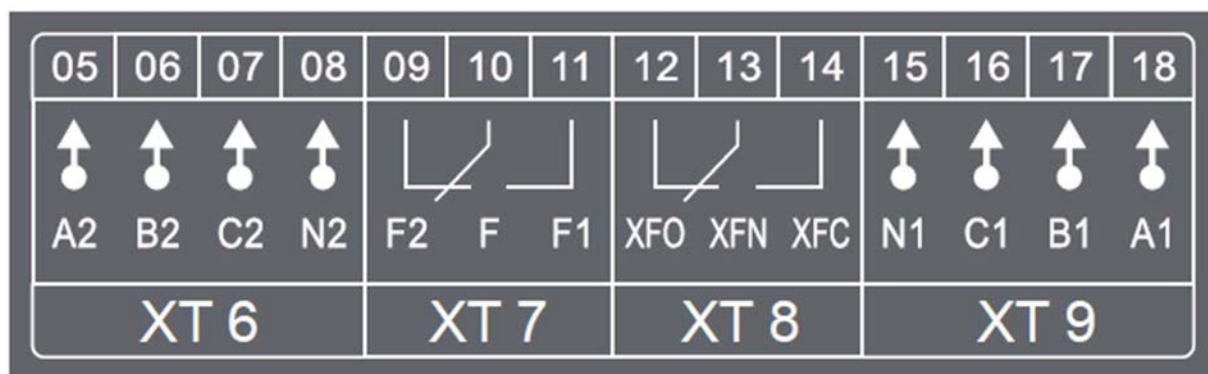 05 06 07 08 09 10 11 12 13 14 15 16 17 18
A2 B2 C2 N2 F2 F F1 XFO XFN XFC N1 C1 B1 A1
XT 6 XT 7 XT 8 XT 9